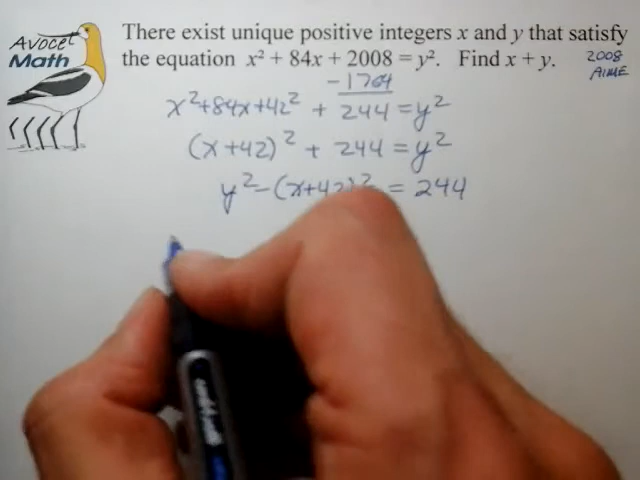 Avocet
Math
There exist unique positive integers x and y that satisfy
the equation x² + 84x + 2008 = y². Find x + y.
2008
AIME
-1764
x²+84x+42² + 244 = y²
(x+42)² + 244 = y²
y²-(x+42)² = 244